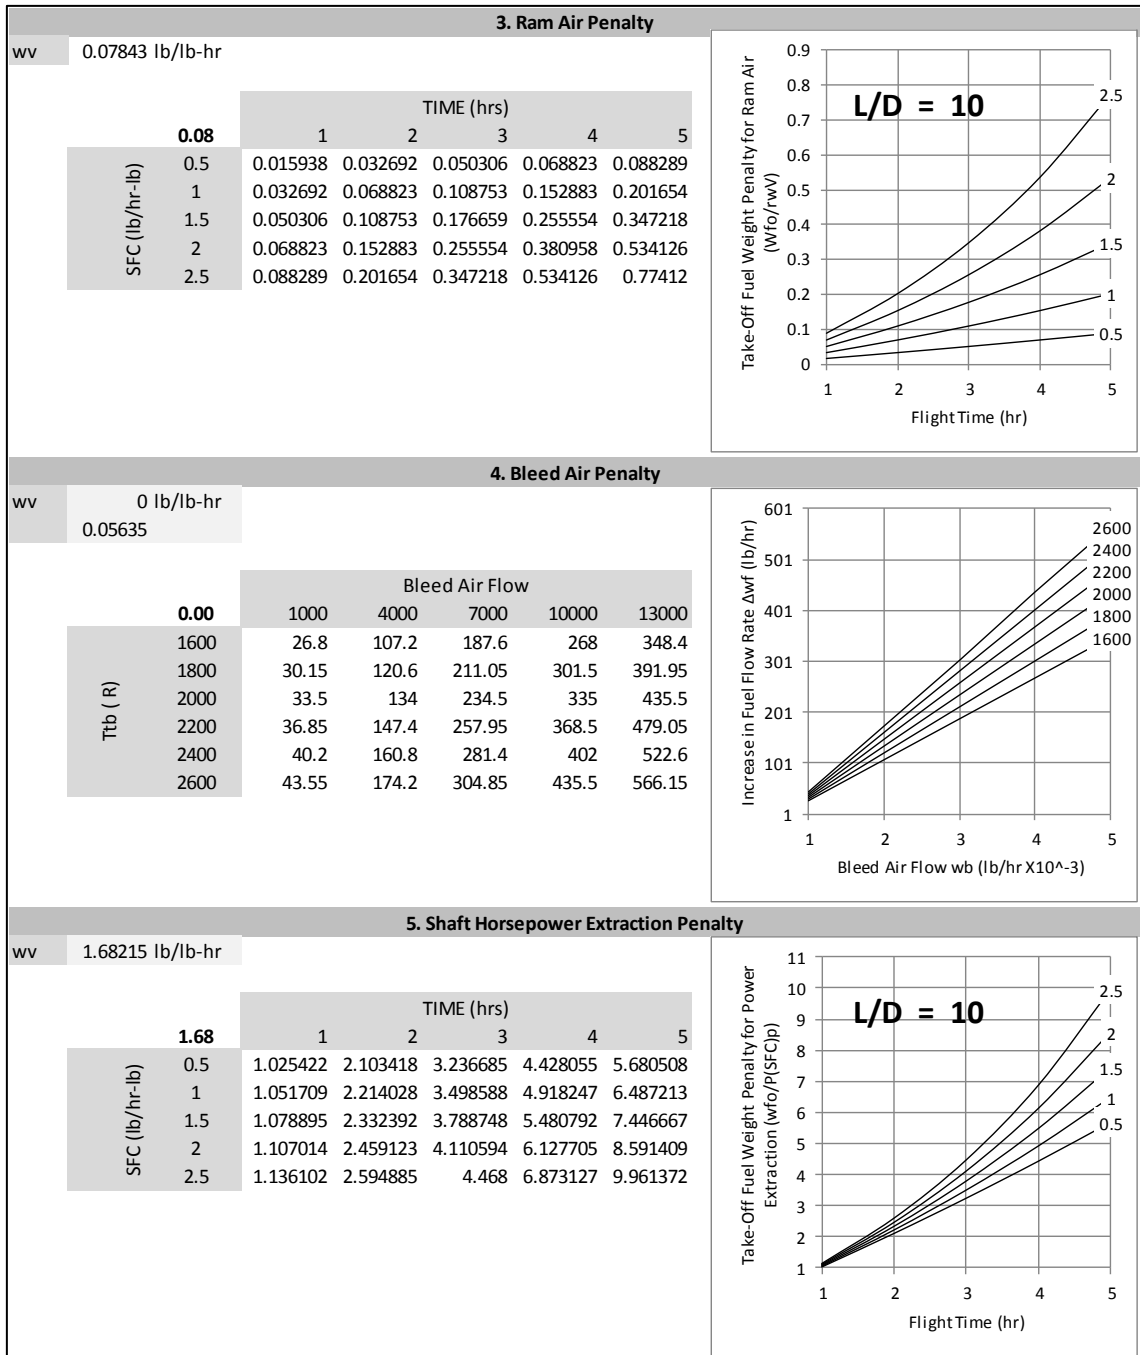 3. Ram Air Penalty
wv 0.07843 lb/lb-hr
TIME (hrs)
0.08 1 2 3 4 5
SFC (lb/hr-lb)
0.5 0.015938 0.032692 0.050306 0.068823 0.088289
1 0.032692 0.068823 0.108753 0.152883 0.201654
1.5 0.050306 0.108753 0.176659 0.255554 0.347218
2 0.068823 0.152883 0.255554 0.380958 0.534126
2.5 0.088289 0.201654 0.347218 0.534126 0.77412
Take-Off Fuel Weight Penalty for Ram Air
(Wfo/rwV)
0.9
0.8
0.7
0.6
0.5
0.4
0.3
0.2
0.1
0
L/D = 10
2.5
2
1.5
1
0.5
1 2 3 4 5
Flight Time (hr)
4. Bleed Air Penalty
wv 0 lb/lb-hr
0.05635
Bleed Air Flow
0.00 1000 4000 7000 10000 13000
Ttb ( R)
1600 26.8 107.2 187.6 268 348.4
1800 30.15 120.6 211.05 301.5 391.95
2000 33.5 134 234.5 335 435.5
2200 36.85 147.4 257.95 368.5 479.05
2400 40.2 160.8 281.4 402 522.6
2600 43.55 174.2 304.85 435.5 566.15
Increase in Fuel Flow Rate Δwf (lb/hr)
601
501
401
301
201
101
1
2600
2400
2200
2000
1800
1600
1 2 3 4 5
Bleed Air Flow wb (lb/hr X10^-3)
5. Shaft Horsepower Extraction Penalty
wv 1.68215 lb/lb-hr
TIME (hrs)
1.68 1 2 3 4 5
SFC (lb/hr-lb)
0.5 1.025422 2.103418 3.236685 4.428055 5.680508
1 1.051709 2.214028 3.498588 4.918247 6.487213
1.5 1.078895 2.332392 3.788748 5.480792 7.446667
2 1.107014 2.459123 4.110594 6.127705 8.591409
2.5 1.136102 2.594885 4.468 6.873127 9.961372
Take-Off Fuel Weight Penalty for Power
Extraction (wfo/P(SFC)p)
11
10
9
8
7
6
5
4
3
2
1
L/D = 10
2.5
2
1.5
1
0.5
1 2 3 4 5
Flight Time (hr)